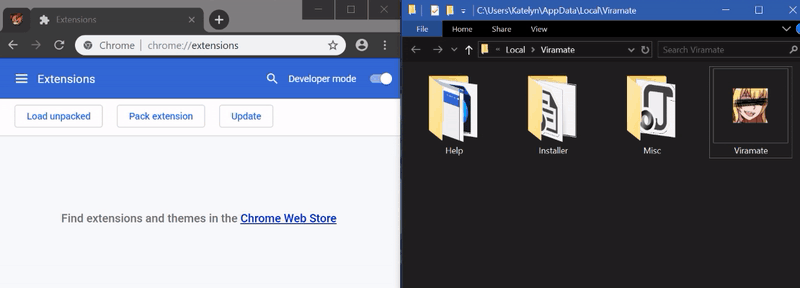 Extensions
Chrome | chrome://extensions
Extensions
Developer mode
Load unpacked
Pack extension
Update
Find extensions and themes in the Chrome Web Store
C:\Users\Katelyn\AppData\Local\Viramate
File
Home
Share
View
« Local > Viramate
Search Viramate
Help
Installer
Misc
Viramate